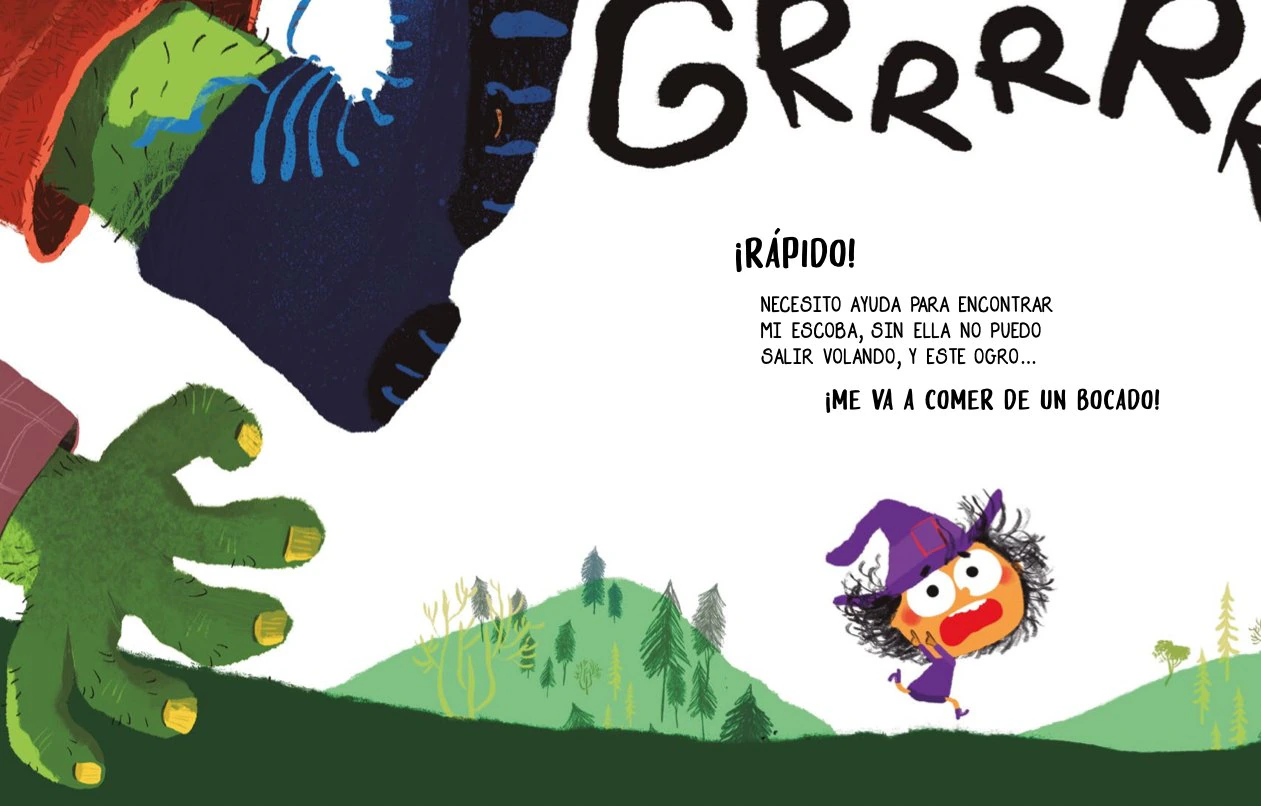 GRRRRR
¡RÁPIDO!
NECESITO AYUDA PARA ENCONTRAR
MI ESCOBA, SIN ELLA NO PUEDO
SALIR VOLANDO, Y ESTE OGRO...
¡ME VA A COMER DE UN BOCADO!